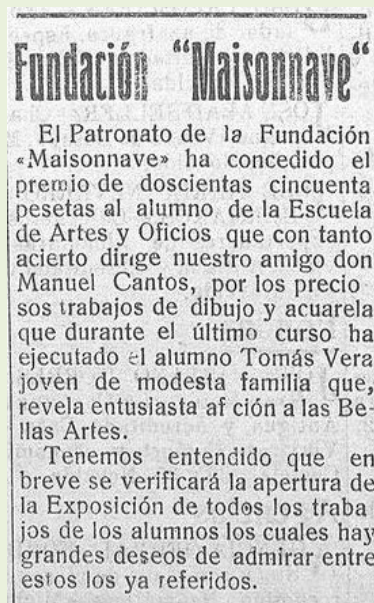 Fundación "Maisonnave"
El Patronato de la Fundación
«Maisonnave» ha concedido el
premio de doscientas cincuenta
pesetas al alumno de la Escuela
de Artes y Oficios que con tanto
acierto dirige nuestro amigo don
Manuel Cantos, por los precio
sos trabajos de dibujo y acuarela
que durante el último curso ha
ejecutado el alumno Tomás Vera
joven de modesta familia que,
revela entusiasta af ción a las Be-
llas Artes.
Tenemos entendido que en
breve se verificará la apertura de
la Exposición de todos los traba
jos de los alumnos los cuales hay
grandes deseos de admirar entre
estos los ya referidos.